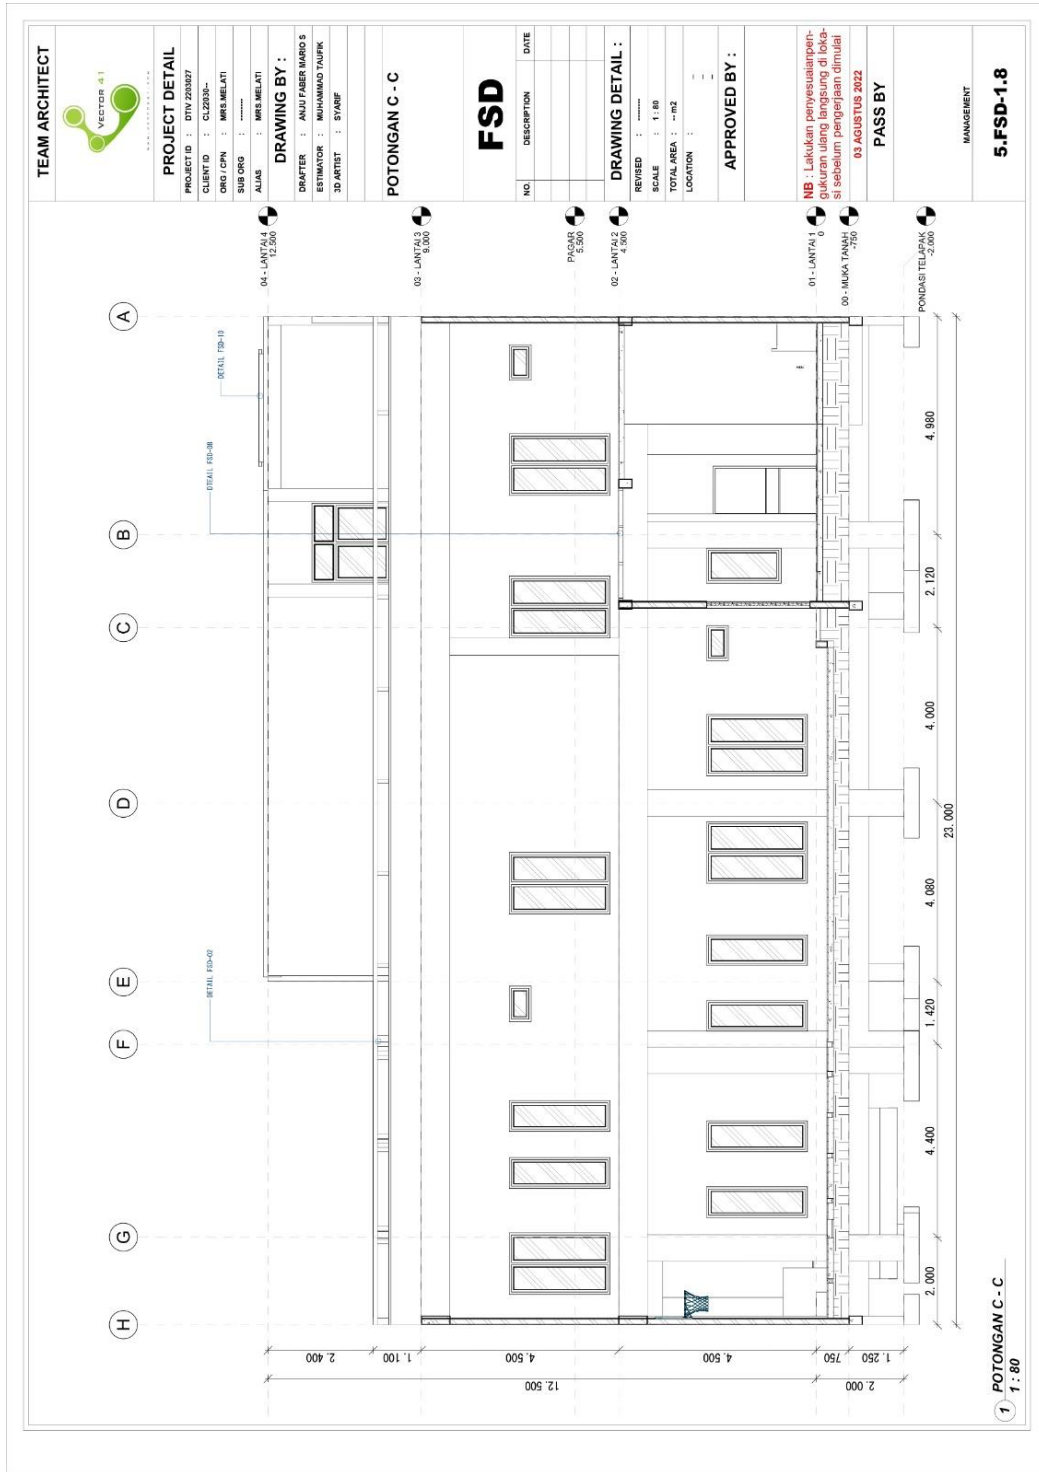 TEAM ARCHITECT
VECTOR 41
PROJECT DETAIL
PROJECT ID : DTIV 2203027
CLIENT ID : CL22030--
ORG / CPN : MRS.MELATI
SUB ORG : -------
ALIAS : MRS.MELATI
DRAWING BY :
DRAFTER : ANJU FABER MARIO S
ESTIMATOR : MUHAMMAD TAUFIK
3D ARTIST : SYARIF
POTONGAN C - C
FSD
NO. DESCRIPTION DATE
DRAWING DETAIL :
REVISED : -------
SCALE : 1 : 80
TOTAL AREA : -- m2
LOCATION :
APPROVED BY :
NB : Lakukan penyesuaianpen-
gukuran ulang langsung di loka-
si sebelum pengerjaan dimulai
03 AGUSTUS 2022
PASS BY
MANAGEMENT
5.FSD-1.8
04 - LANTAI 4
12.500
03 - LANTAI 3
9.000
PAGAR
5.500
02 - LANTAI 2
4.500
01 - LANTAI 1
0
00 - MUKA TANAH
-750
PONDASI TELAPAK
-2.000
H G F E D C B A
DETAIL FSD-02
DTEAIL FSD-08
DETAIL FSD-10
2.400
1.100
4.500
4.500
750
1.250
12.500
2.000
2.000 4.400 1.420 4.080 4.000 2.120 4.980
23.000
1 POTONGAN C - C
1 : 80